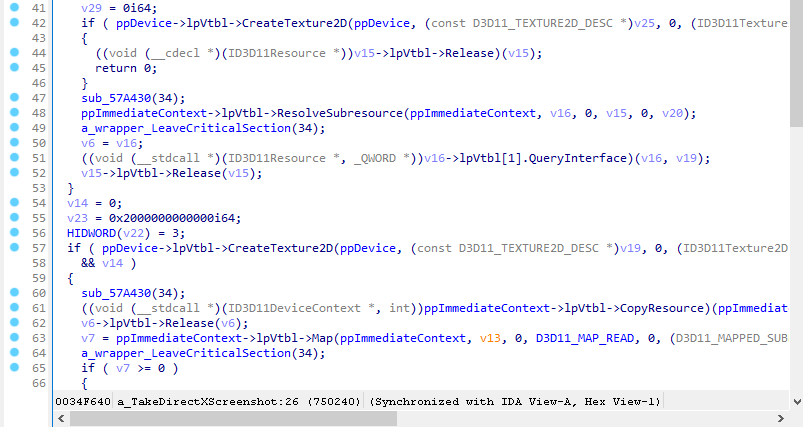 41 v29 = 0i64;
42 if ( ppDevice->lpVtbl->CreateTexture2D(ppDevice, (const D3D11_TEXTURE2D_DESC *)v25, 0, (ID3D11Texture
43 {
44 ((void (__cdecl *)(ID3D11Resource *))v15->lpVtbl->Release)(v15);
45 return 0;
46 }
47 sub_57A430(34);
48 ppImmediateContext->lpVtbl->ResolveSubresource(ppImmediateContext, v16, 0, v15, 0, v20);
49 a_wrapper_LeaveCriticalSection(34);
50 v6 = v16;
51 ((void (__stdcall *)(ID3D11Resource *, _QWORD *))v16->lpVtbl[1].QueryInterface)(v16, v19);
52 v15->lpVtbl->Release(v15);
53 }
54 v14 = 0;
55 v23 = 0x2000000000000i64;
56 HIDWORD(v22) = 3;
57 if ( ppDevice->lpVtbl->CreateTexture2D(ppDevice, (const D3D11_TEXTURE2D_DESC *)v19, 0, (ID3D11Texture2D
58 && v14 )
59 {
60 sub_57A430(34);
61 ((void (__stdcall *)(ID3D11DeviceContext *, int))ppImmediateContext->lpVtbl->CopyResource)(ppImmediat
62 v6->lpVtbl->Release(v6);
63 v7 = ppImmediateContext->lpVtbl->Map(ppImmediateContext, v13, 0, D3D11_MAP_READ, 0, (D3D11_MAPPED_SUB
64 a_wrapper_LeaveCriticalSection(34);
65 if ( v7 >= 0 )
66 {
0034F640 a_TakeDirectXScreenshot:26 (750240) (Synchronized with IDA View-A, Hex View-1)